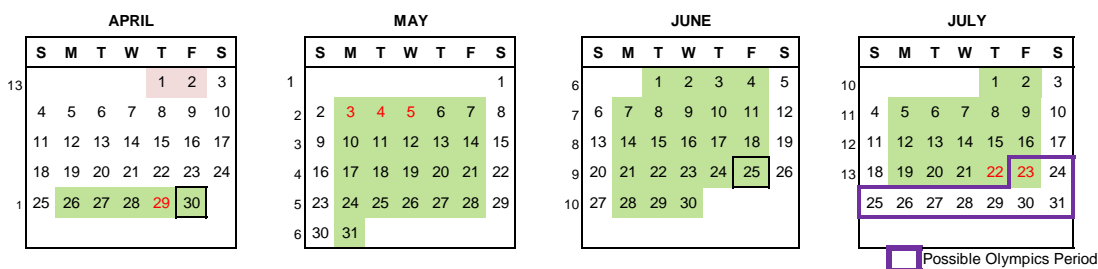 APRIL MAY JUNE JULY
S M T W T F S S M T W T F S S M T W T F S S M T W T F S
13 1 2 3 1 1 6 1 2 3 4 5 10 1 2 3
4 5 6 7 8 9 10 2 2 3 4 5 6 7 8 7 6 7 8 9 10 11 12 11 4 5 6 7 8 9 10
11 12 13 14 15 16 17 3 9 10 11 12 13 14 15 8 13 14 15 16 17 18 19 12 11 12 13 14 15 16 17
18 19 20 21 22 23 24 4 16 17 18 19 20 21 22 9 20 21 22 23 24 25 26 13 18 19 20 21 22 23 24
1 25 26 27 28 29 30 5 23 24 25 26 27 28 29 10 27 28 29 30 25 26 27 28 29 30 31
6 30 31
Possible Olympics Period